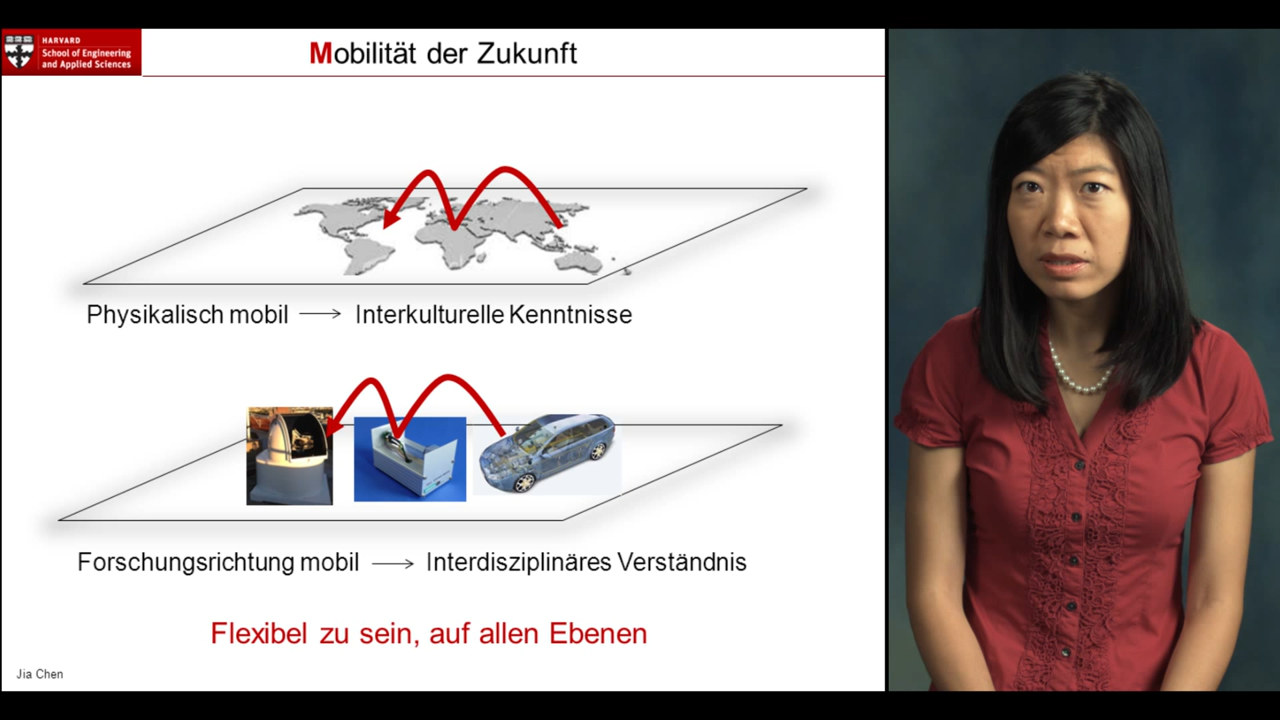 HARVARD
School of Engineering
and Applied Sciences
Mobilität der Zukunft
Physikalisch mobil → Interkulturelle Kenntnisse
Forschungsrichtung mobil → Interdisziplinäres Verständnis
Flexibel zu sein, auf allen Ebenen
Jia Chen